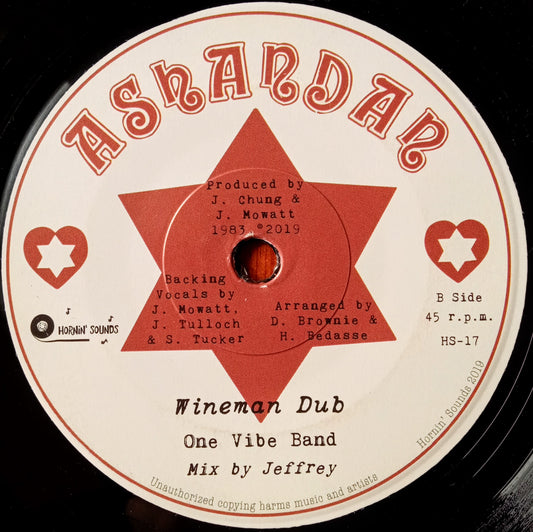 ASHANDAN
Produced by
J. Chung &
J. Mowatt
1983 ©2019
Backing
Vocals by
J. Mowatt,
J. Tulloch
& S. Tucker
Arranged by
D. Brownie &
H. Bedasse
B Side
45 r.p.m.
HS-17
HORNIN' SOUNDS
Wineman Dub
One Vibe Band
Mix by Jeffrey
Hornin' Sounds 2019
Unauthorized copying harms music and artists